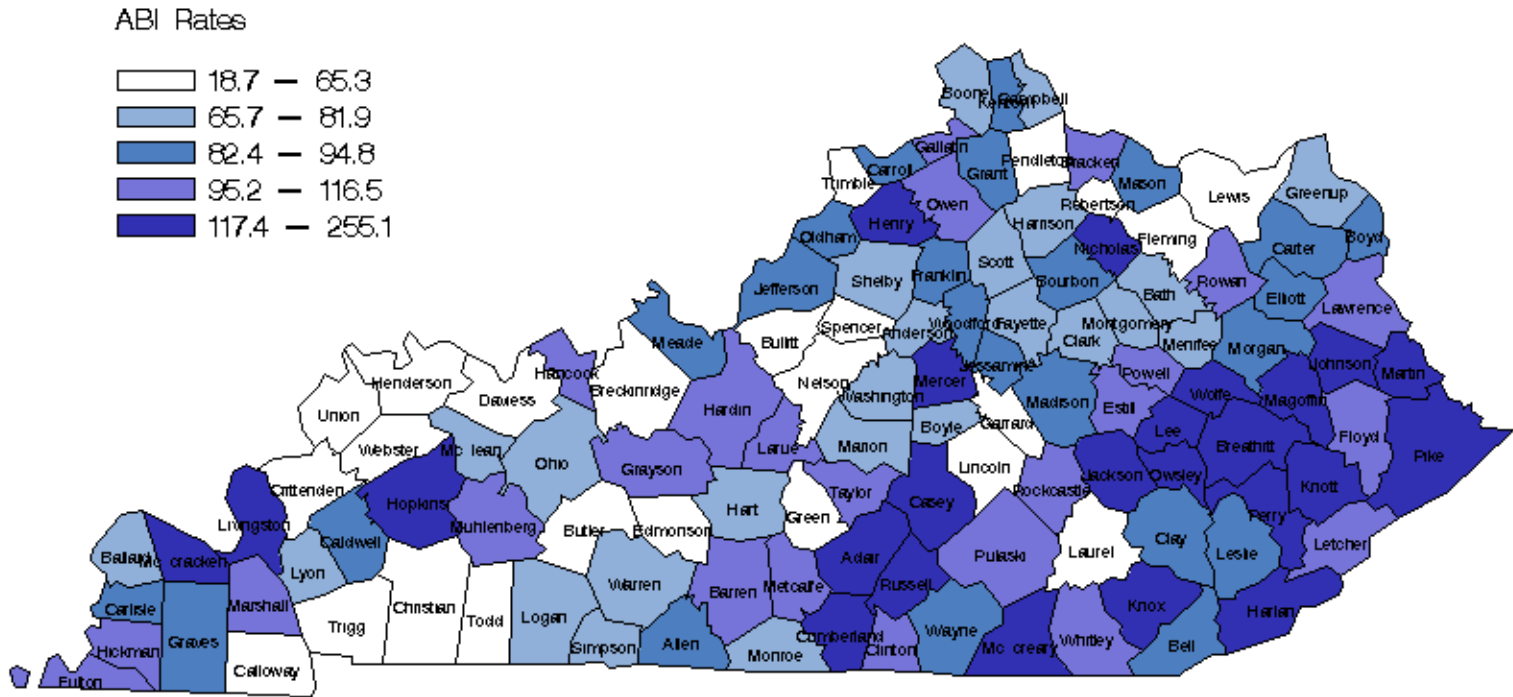 ABI Rates
18.7 – 65.3
65.7 – 81.9
82.4 – 94.8
95.2 – 116.5
117.4 – 255.1
Boone
Kenton
Campbell
Gallatin
Pendleton
Bracken
Carroll
Grant
Trimble
Mason
Lewis
Greenup
Owen
Robertson
Henry
Harrison
Oldham
Fleming
Nicholas
Carter
Boyd
Scott
Shelby
Franklin
Bourbon
Rowan
Jefferson
Bath
Elliott
Lawrence
Spencer
Anderson
Woodford
Fayette
Montgomery
Bullitt
Clark
Menifee
Meade
Morgan
Johnson
Jessamine
Powell
Martin
Hancock
Henderson
Nelson
Mercer
Breckinridge
Daviess
Washington
Wolfe
Magoffin
Madison
Union
Hardin
Estill
Boyle
Garrard
Lee
Webster
Mc lean
Marion
Breathitt
Floyd
Larue
Pike
Ohio
Grayson
Lincoln
Jackson
Owsley
Crittenden
Knott
Rockcastle
Taylor
Hopkins
Casey
Hart
Green
Livingston
Muhlenberg
Butler
Edmonson
Perry
Letcher
Caldwell
Clay
Leslie
Laurel
Pulaski
Adair
Ballard
Mc cracken
Lyon
Warren
Russell
Metcalfe
Barren
Carlisle
Marshall
Christian
Knox
Harlan
Todd
Logan
Trigg
Wayne
Cumberland
Graves
Allen
Simpson
Whitley
Bell
Hickman
Monroe
Clinton
Mc creary
Calloway
Fulton